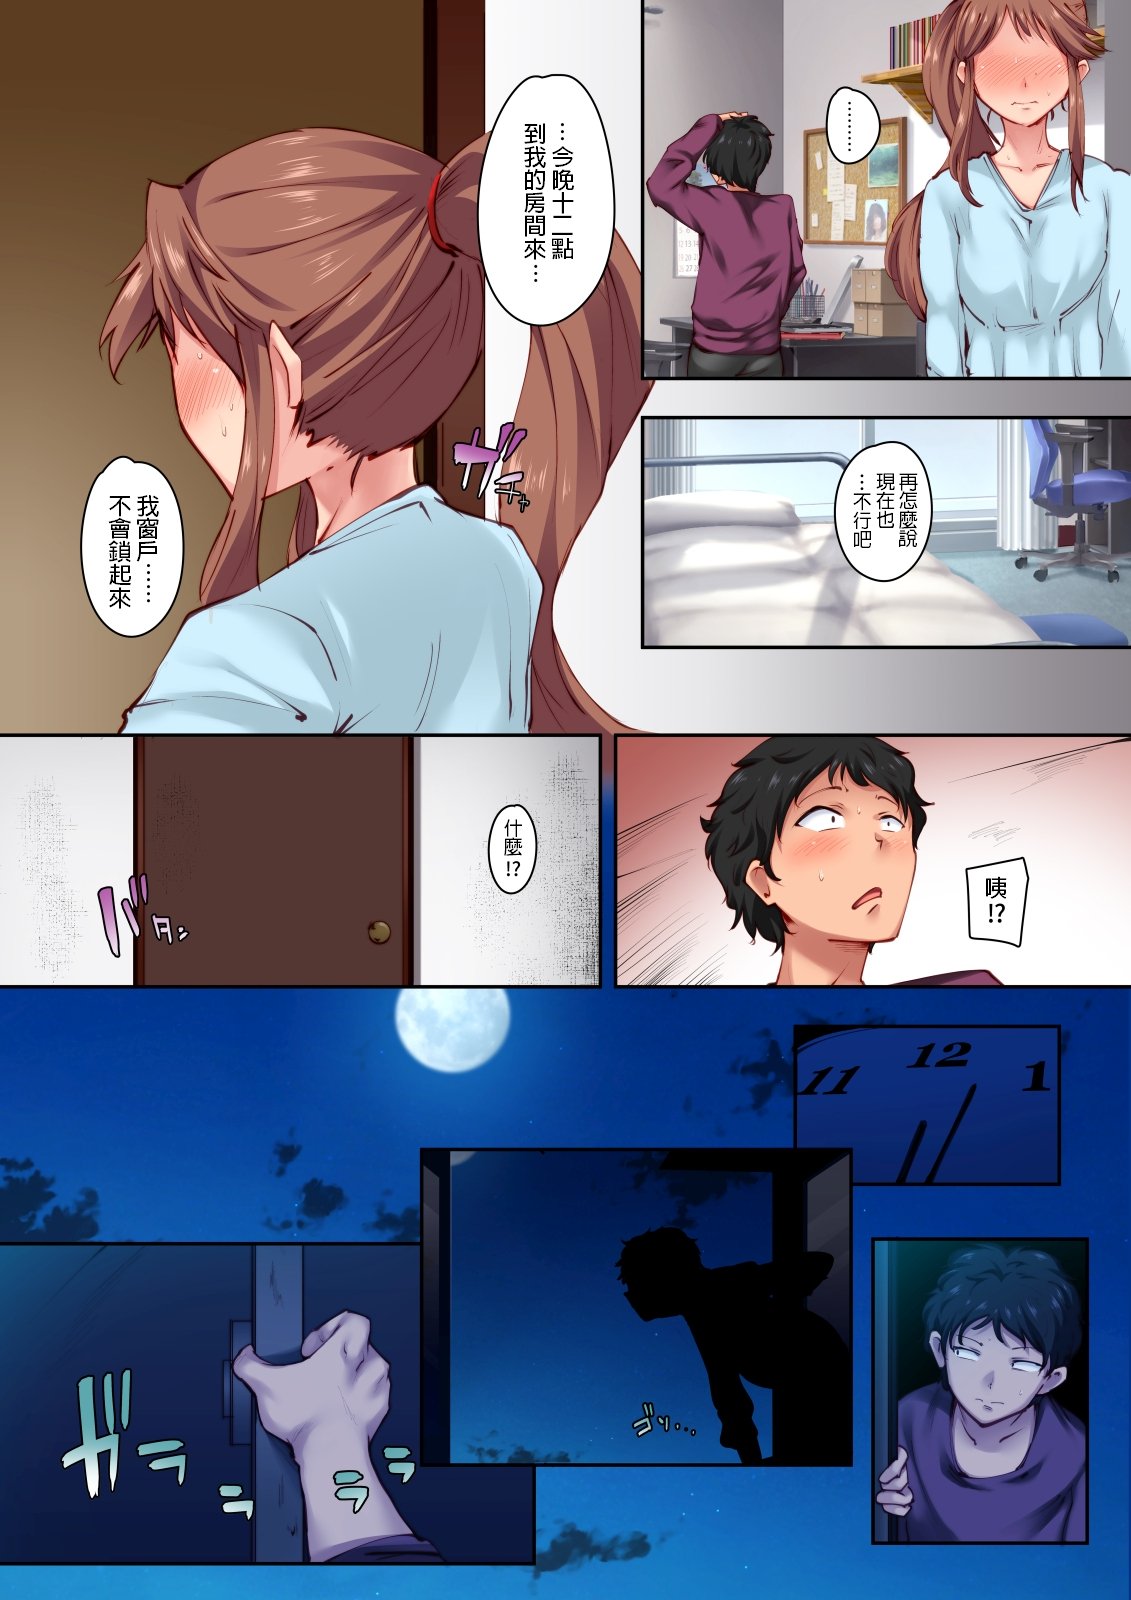 ………
再怎麼說
現在也
…不行吧
…今晚十二點
到我的房間來…
ガ
チャ
我窗戶……
不會鎖起來
咦!?
什麼!?
バタン
11
12
1
ゴソ…
ガララララ